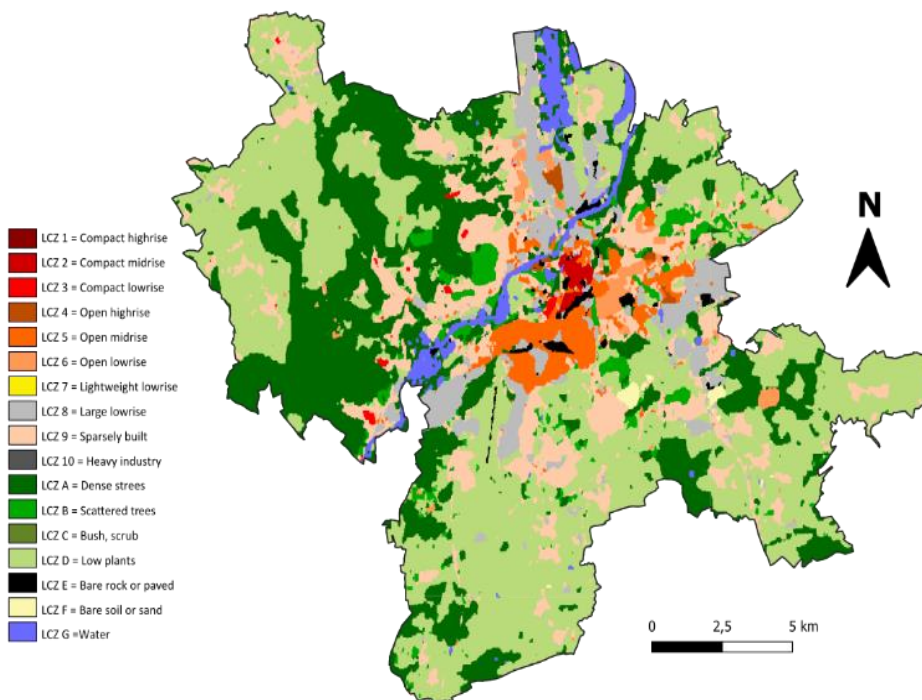 LCZ 1 = Compact highrise
LCZ 2 = Compact midrise
LCZ 3 = Compact lowrise
LCZ 4 = Open highrise
LCZ 5 = Open midrise
LCZ 6 = Open lowrise
LCZ 7 = Lightweight lowrise
LCZ 8 = Large lowrise
LCZ 9 = Sparsely built
LCZ 10 = Heavy industry
LCZ A = Dense strees
LCZ B = Scattered trees
LCZ C = Bush, scrub
LCZ D = Low plants
LCZ E = Bare rock or paved
LCZ F = Bare soil or sand
LCZ G =Water
N
0 2,5 5 km